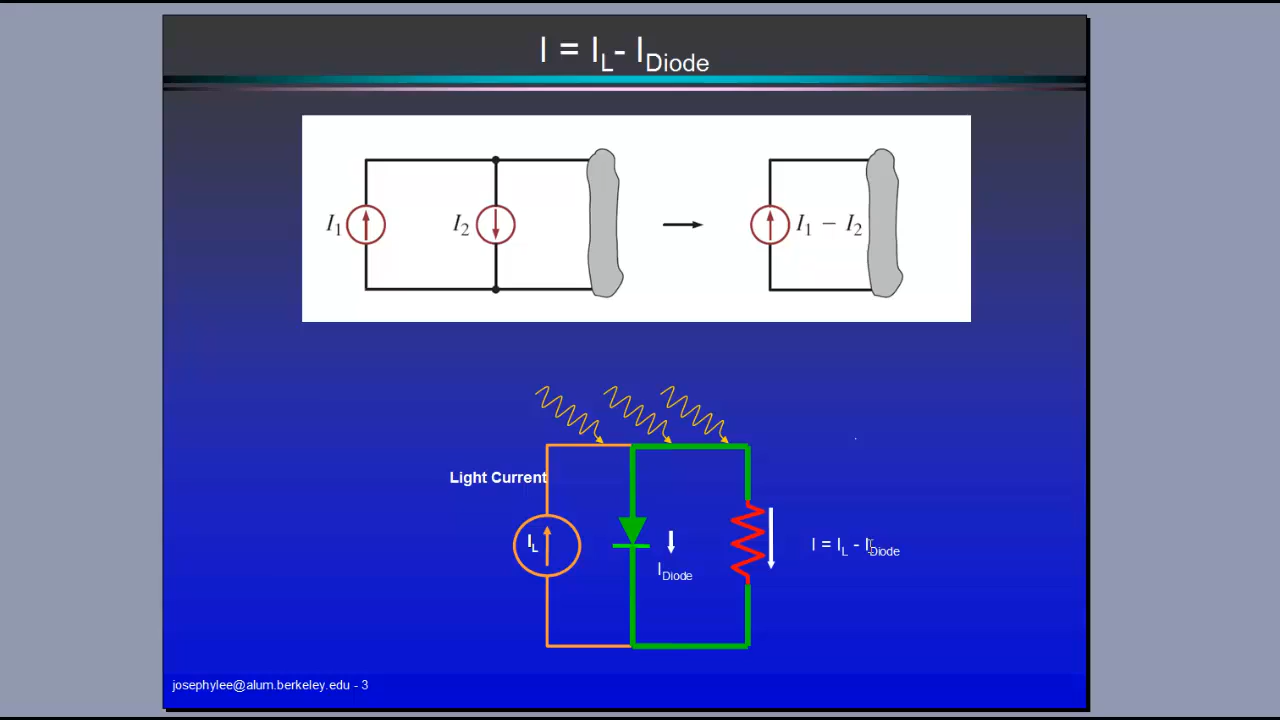 I = IL- IDiode
I1
I2
I1 − I2
Light Current
IL
IDiode
I = IL - IDiode
josephylee@alum.berkeley.edu - 3